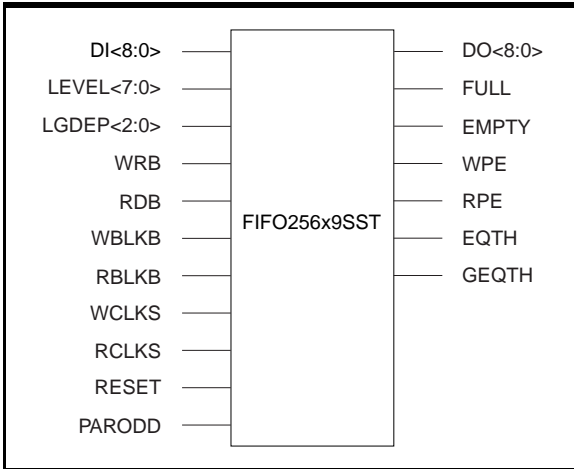 DI<8:0>
LEVEL<7:0>
LGDEP<2:0>
WRB
RDB
WBLKB
RBLKB
WCLKS
RCLKS
RESET
PARODD
FIFO256x9SST
DO<8:0>
FULL
EMPTY
WPE
RPE
EQTH
GEQTH